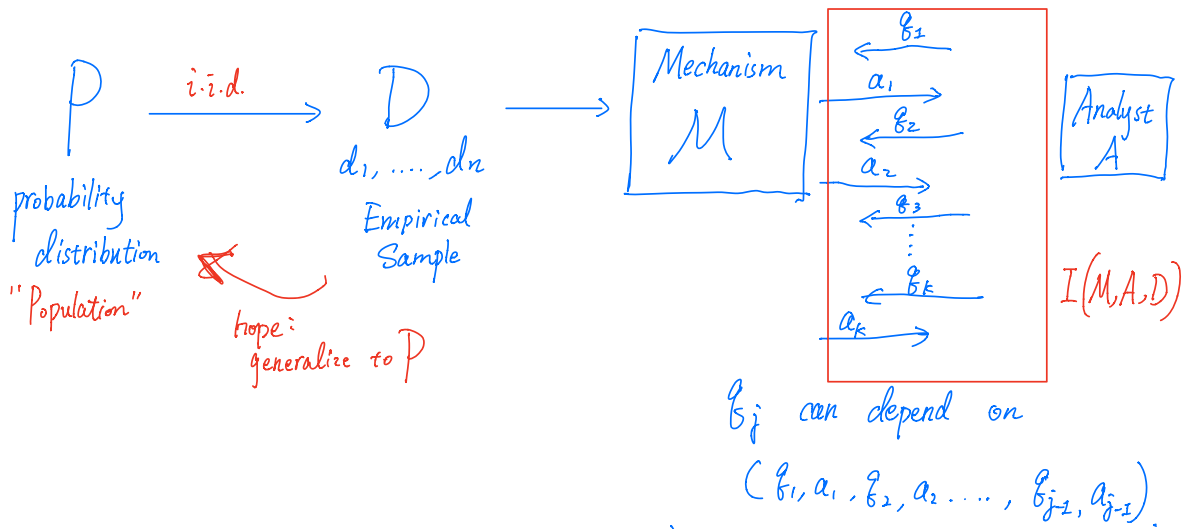 P
i.i.d.
D
d₁, ...., dₙ
Empirical
Sample
probability
distribution
"Population"
hope:
generalize to P
Mechanism
M
q₁
a₁
q₂
a₂
q₃
⋮
qₖ
aₖ
Analyst
A
I(M,A,D)
qⱼ can depend on
(q₁, a₁, q₂, a₂ ...., qⱼ₋₁, aⱼ₋₁)